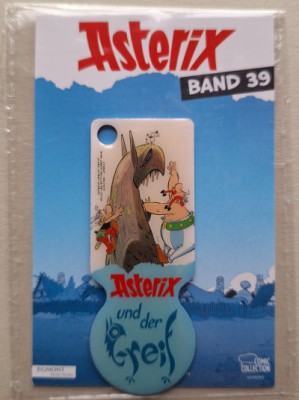 Asterix
BAND 39
Asterix
und der
Greif
EGMONT
COMIC
COLLECTION